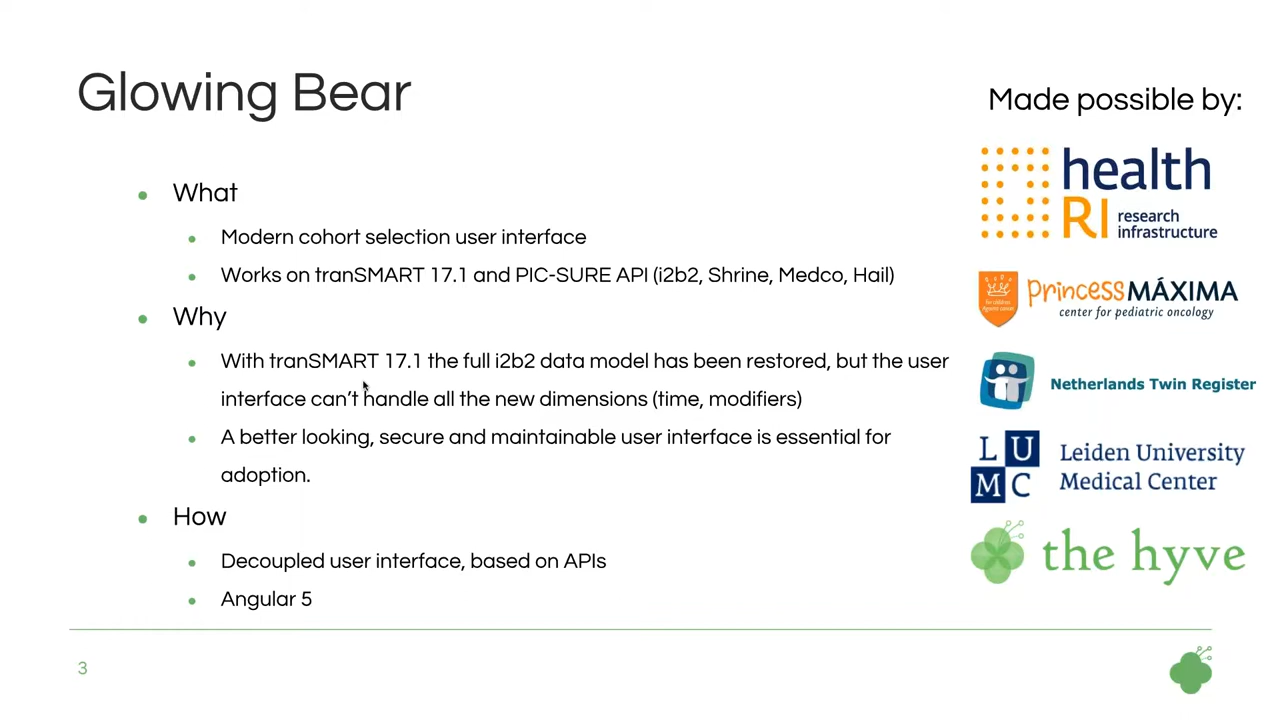 Glowing Bear
What
Modern cohort selection user interface
Works on tranSMART 17.1 and PIC-SURE API (i2b2, Shrine, Medco, Hail)
Why
With tranSMART 17.1 the full i2b2 data model has been restored, but the user
interface can’t handle all the new dimensions (time, modifiers)
A better looking, secure and maintainable user interface is essential for
adoption.
How
Decoupled user interface, based on APIs
Angular 5
Made possible by:
health
RI research
infrastructure
PRINCESS MÁXIMA
center for pediatric oncology
Netherlands Twin Register
L U
M C
Leiden University
Medical Center
the hyve
3